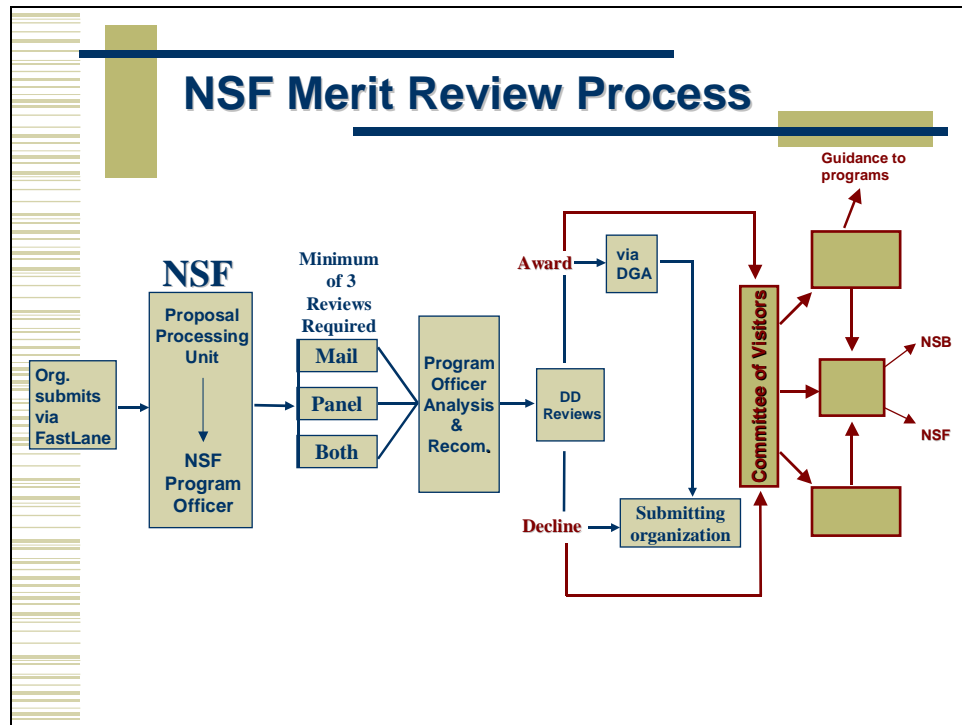 NSF Merit Review Process
Guidance to
programs
NSF
Minimum
of 3
Reviews
Required
Award
via
DGA
Proposal
Processing
Unit
NSF
Program
Officer
Org.
submits
via
FastLane
Mail
Panel
Both
Program
Officer
Analysis
&
Recom.
DD
Reviews
Decline
Submitting
organization
Committee of Visitors
NSB
NSF